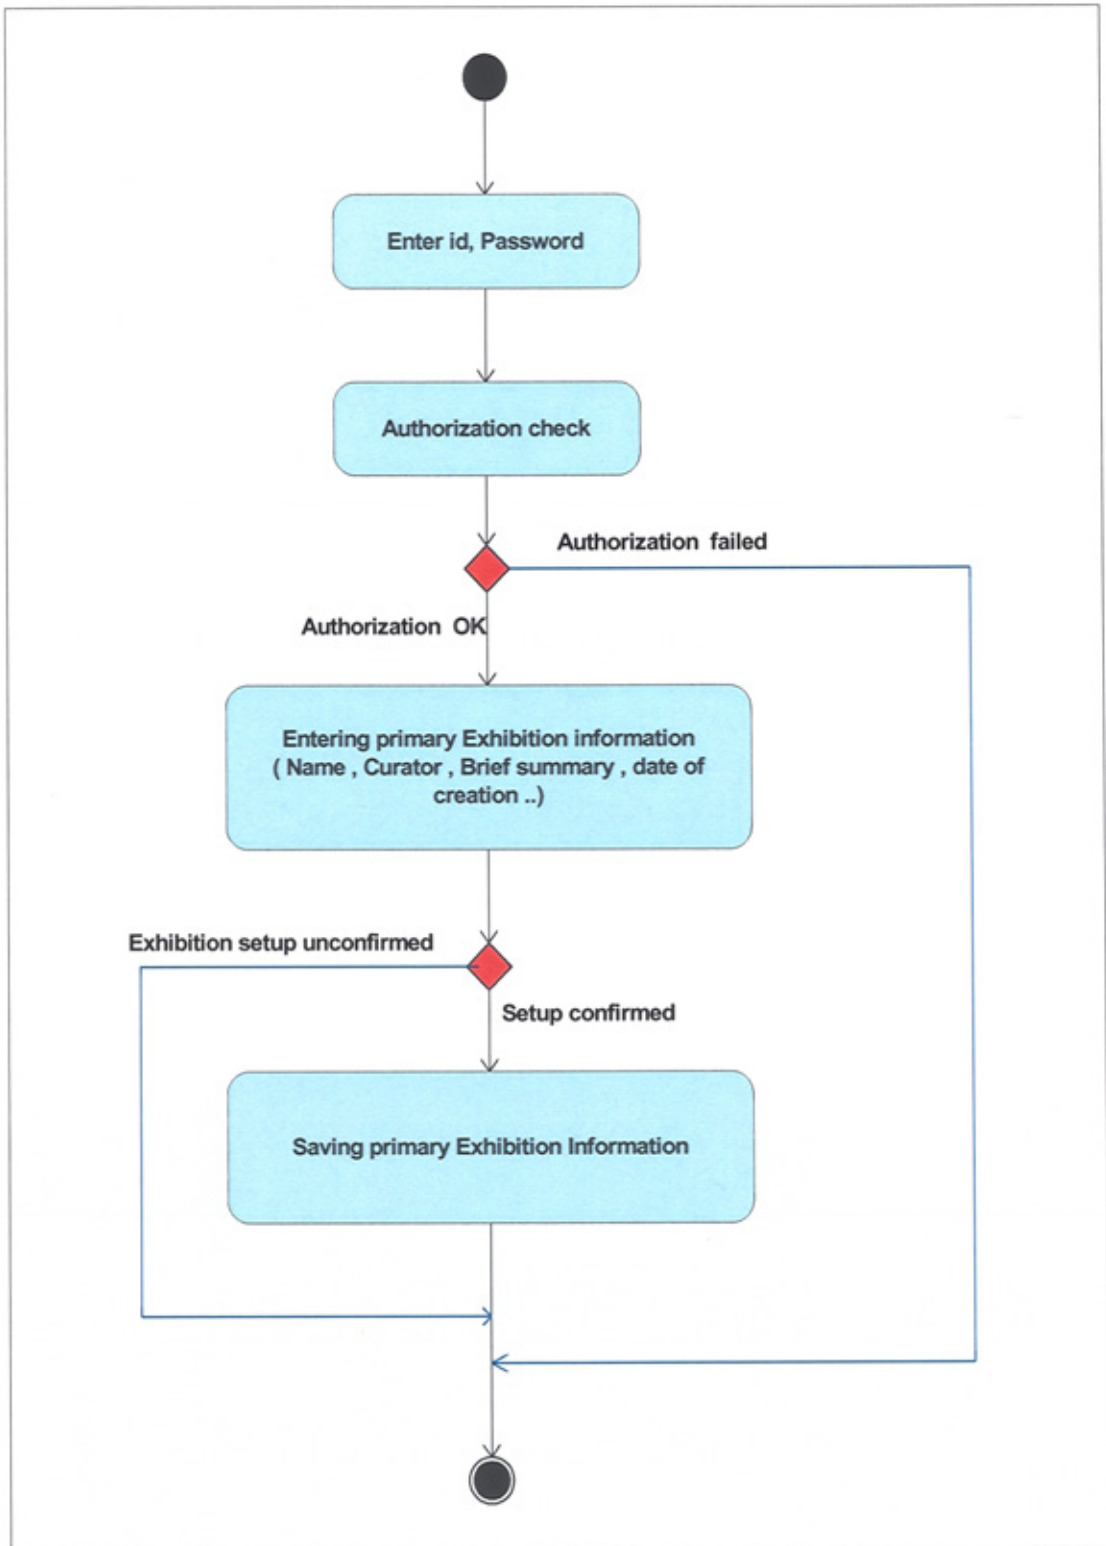 Enter id, Password
Authorization check
Authorization  failed
Authorization  OK
Entering primary Exhibition information
( Name , Curator , Brief summary , date of
creation ..)
Exhibition setup unconfirmed
Setup confirmed
Saving primary Exhibition Information